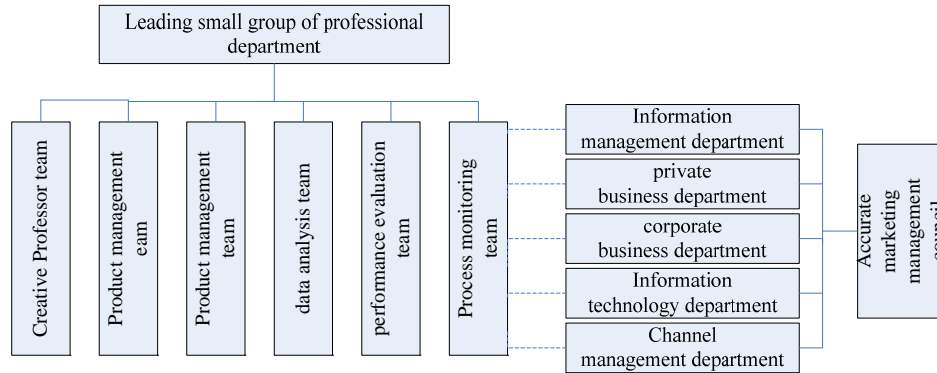 Leading small group of professional
department
Creative Professor team
Product management
eam
Product management
team
data analysis team
performance evaluation
team
Process monitoring
team
Information
management department
private
business department
corporate
business department
Information
technology department
Channel
management department
Accurate
marketing
management